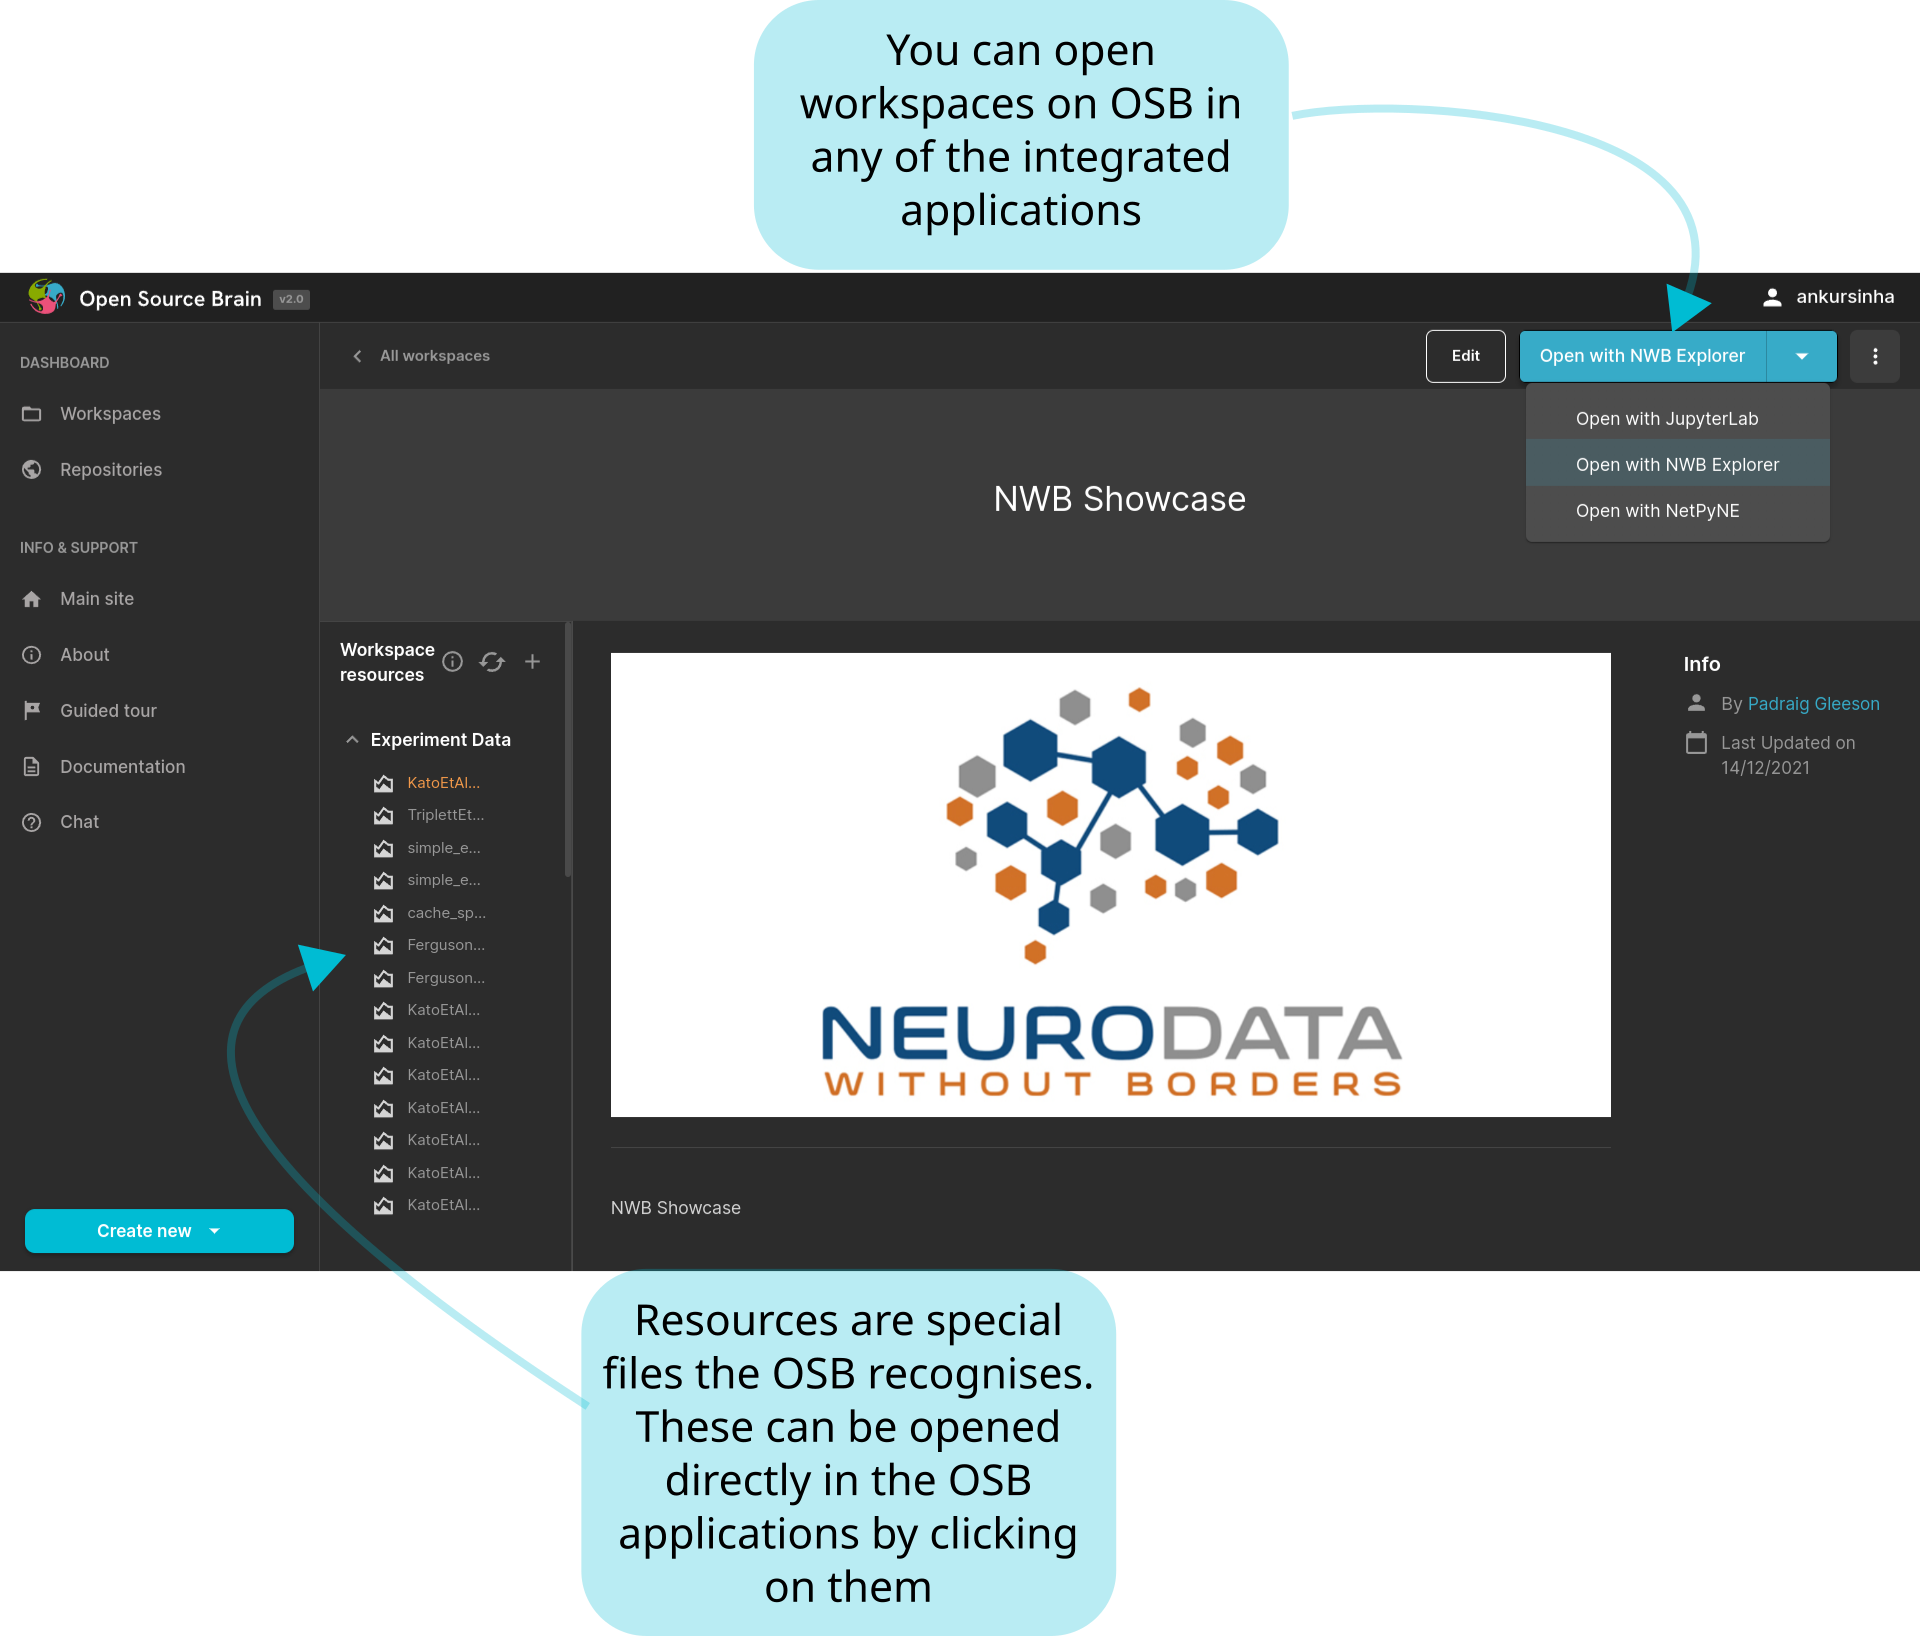 You can open
workspaces on OSB in
any of the integrated
applications
Open Source Brain v2.0
ankursinha
DASHBOARD
Workspaces
Repositories
INFO & SUPPORT
Main site
About
Guided tour
Documentation
Chat
Create new
All workspaces
Edit
Open with NWB Explorer
Open with JupyterLab
Open with NWB Explorer
Open with NetPyNE
NWB Showcase
Workspace
resources
Experiment Data
KatoEtAl...
TriplettEt...
simple_e...
simple_e...
cache_sp...
Ferguson...
Ferguson...
KatoEtAl...
KatoEtAl...
KatoEtAl...
KatoEtAl...
KatoEtAl...
KatoEtAl...
KatoEtAl...
NEURODATA
WITHOUT BORDERS
NWB Showcase
Info
By Padraig Gleeson
Last Updated on
14/12/2021
Resources are special
files the OSB recognises.
These can be opened
directly in the OSB
applications by clicking
on them